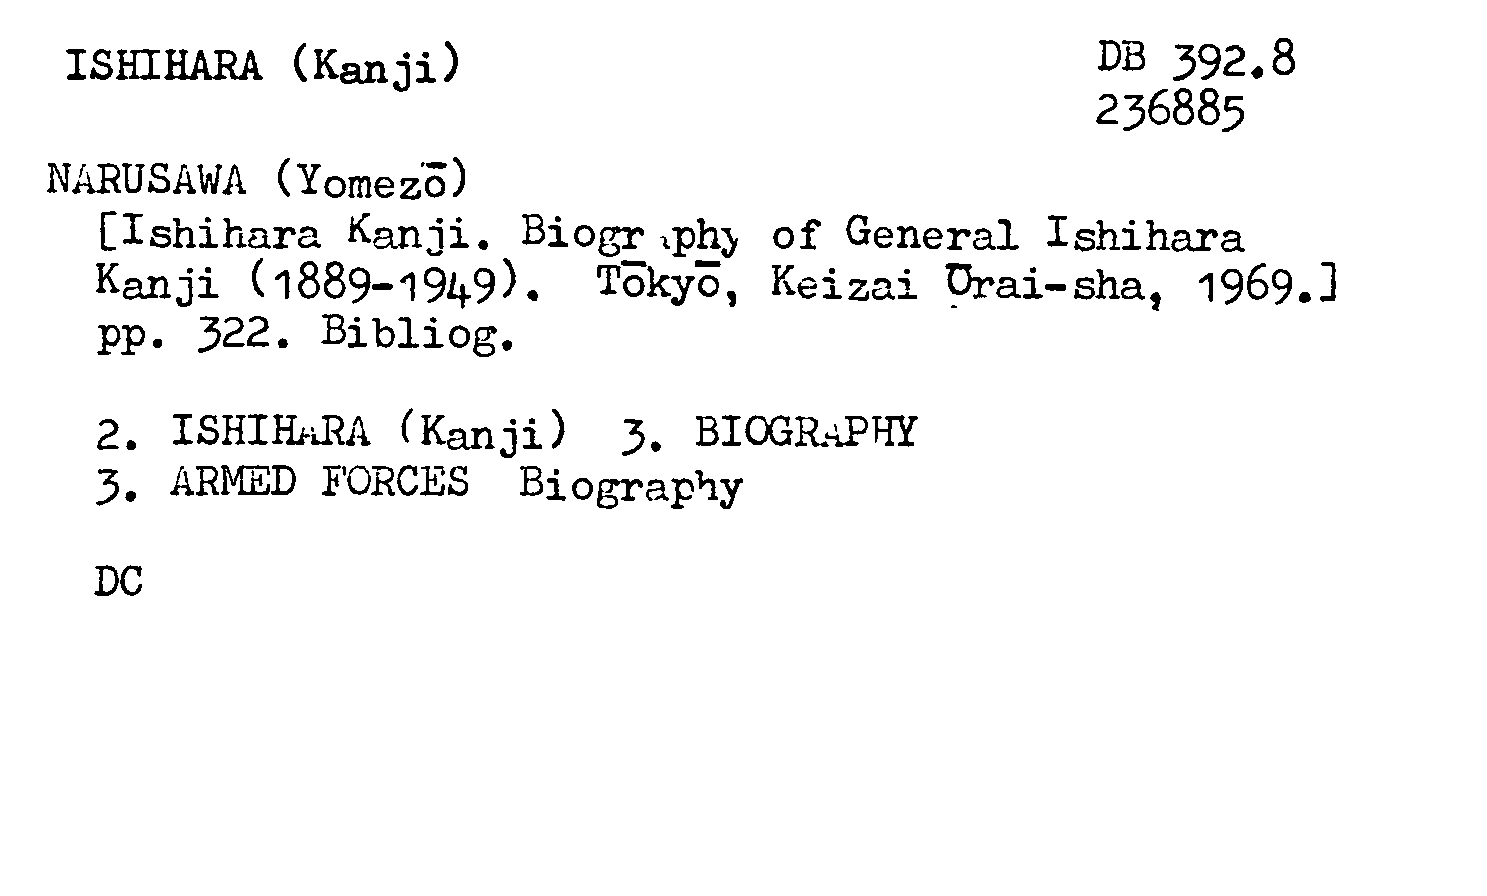 ISHIHARA (Kanji)
DB 392.8
236885
NARUSAWA (Yomezō)
[Ishihara Kanji. Biography of General Ishihara
Kanji (1889-1949). Tōkyō, Keizai Ōrai-sha, 1969.]
pp. 322. Bibliog.
2. ISHIHARA (Kanji) 3. BIOGRAPHY
3. ARMED FORCES Biography
DC